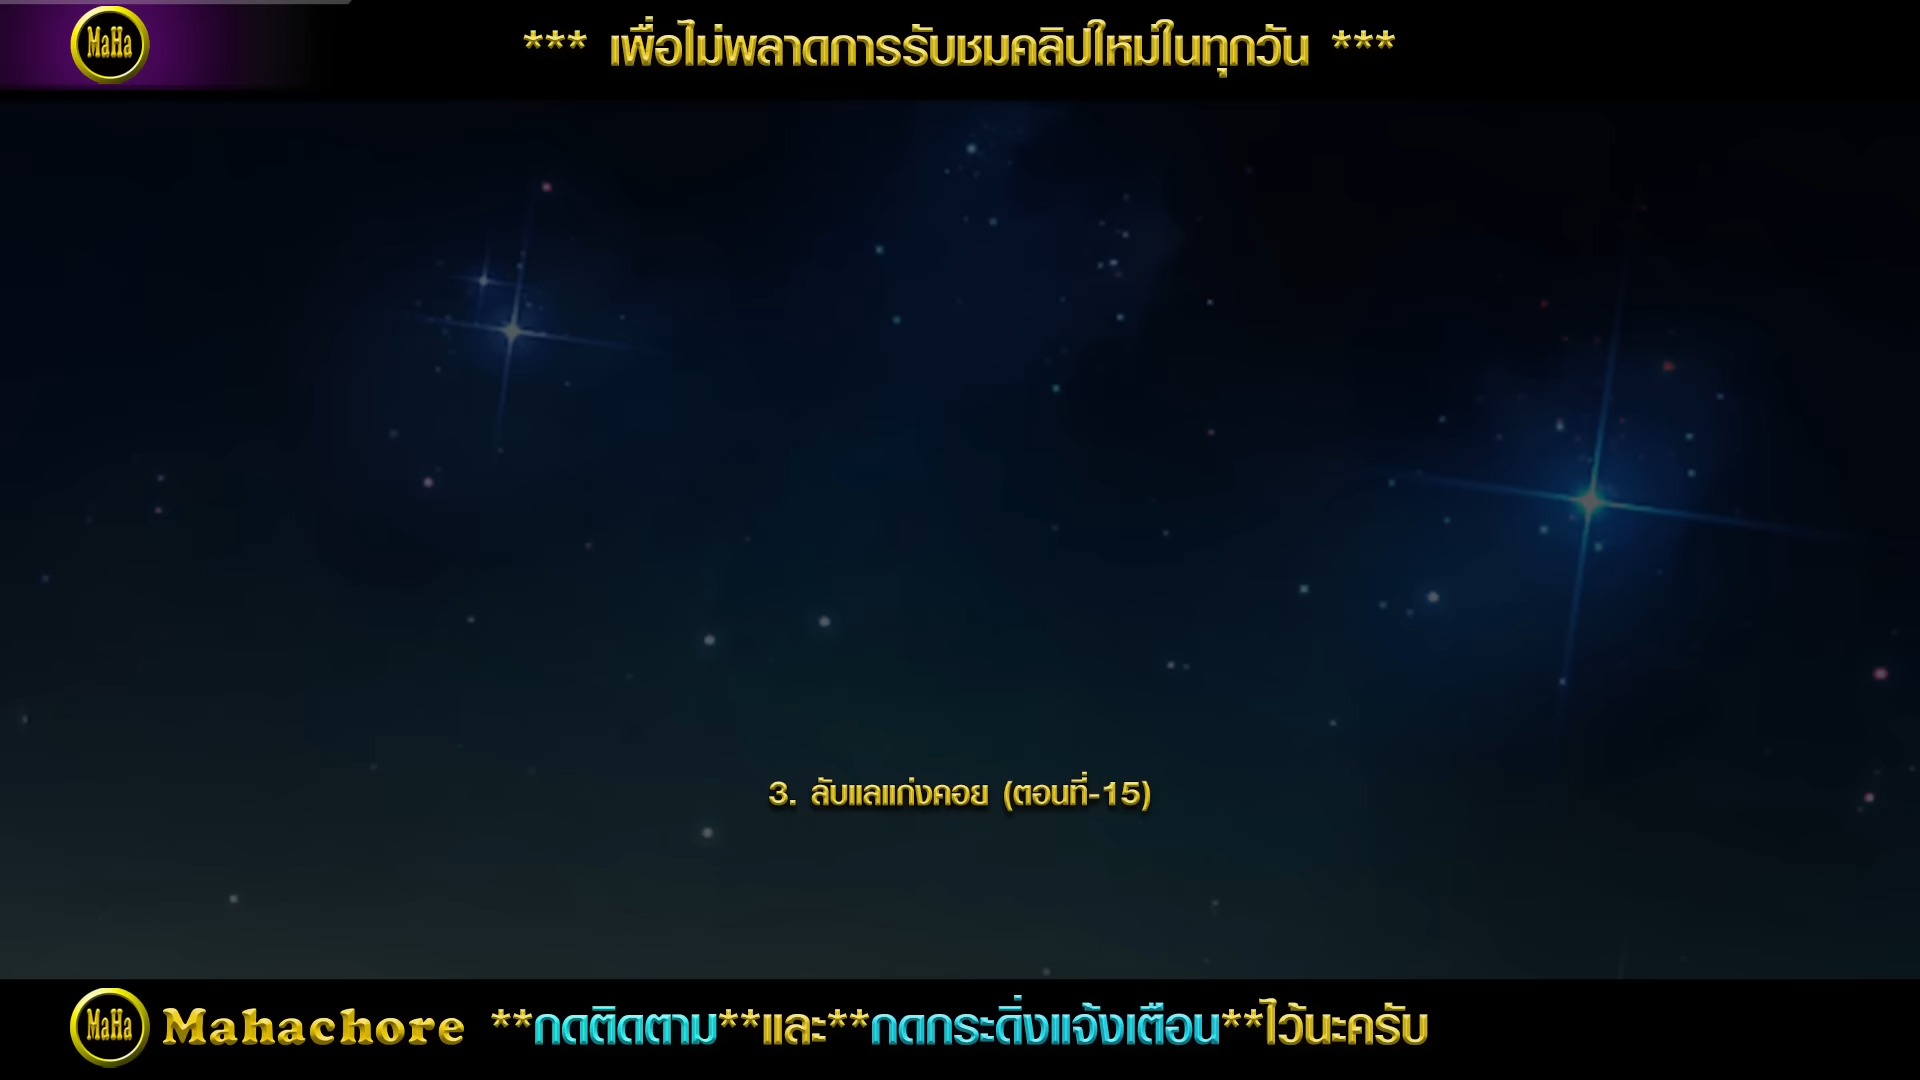 MaHa
*** เพื่อไม่พลาดการรับชมคลิปใหม่ในทุกวัน ***
3. ลับแลแก่งคอย (ตอนที่-15)
MaHa Mahachore **กดติดตาม**และ**กดกระดิ่งแจ้งเตือน**ไว้นะครับ